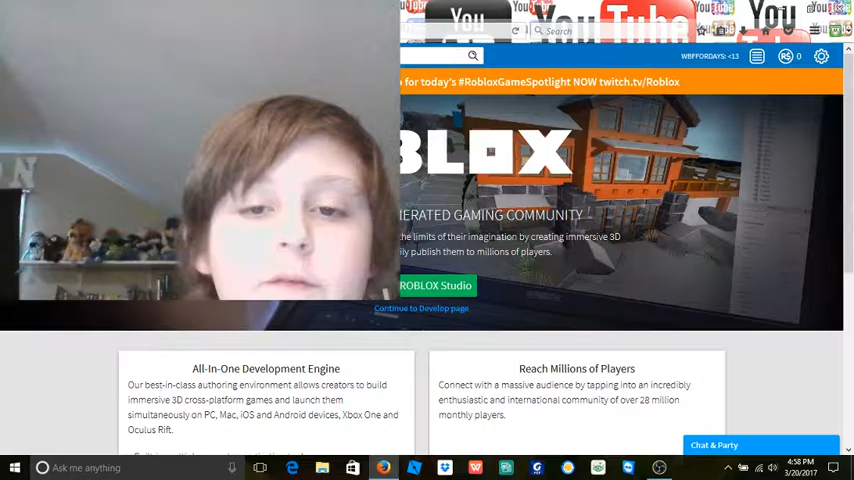 You
You
Tube
You
Search
WBFFORDAYS: <13
R$ 0
o for today's #RobloxGameSpotlight NOW twitch.tv/Roblox
BLOX
NERATED GAMING COMMUNITY
the limits of their imagination by creating immersive 3D
ily publish them to millions of players.
ROBLOX Studio
Continue to Develop page
N
All-In-One Development Engine
Our best-in-class authoring environment allows creators to build
immersive 3D cross-platform games and launch them
simultaneously on PC, Mac, iOS and Android devices, Xbox One and
Oculus Rift.
Reach Millions of Players
Connect with a massive audience by tapping into an incredibly
enthusiastic and international community of over 28 million
monthly players.
Chat & Party
Ask me anything
4:58 PM
3/20/2017